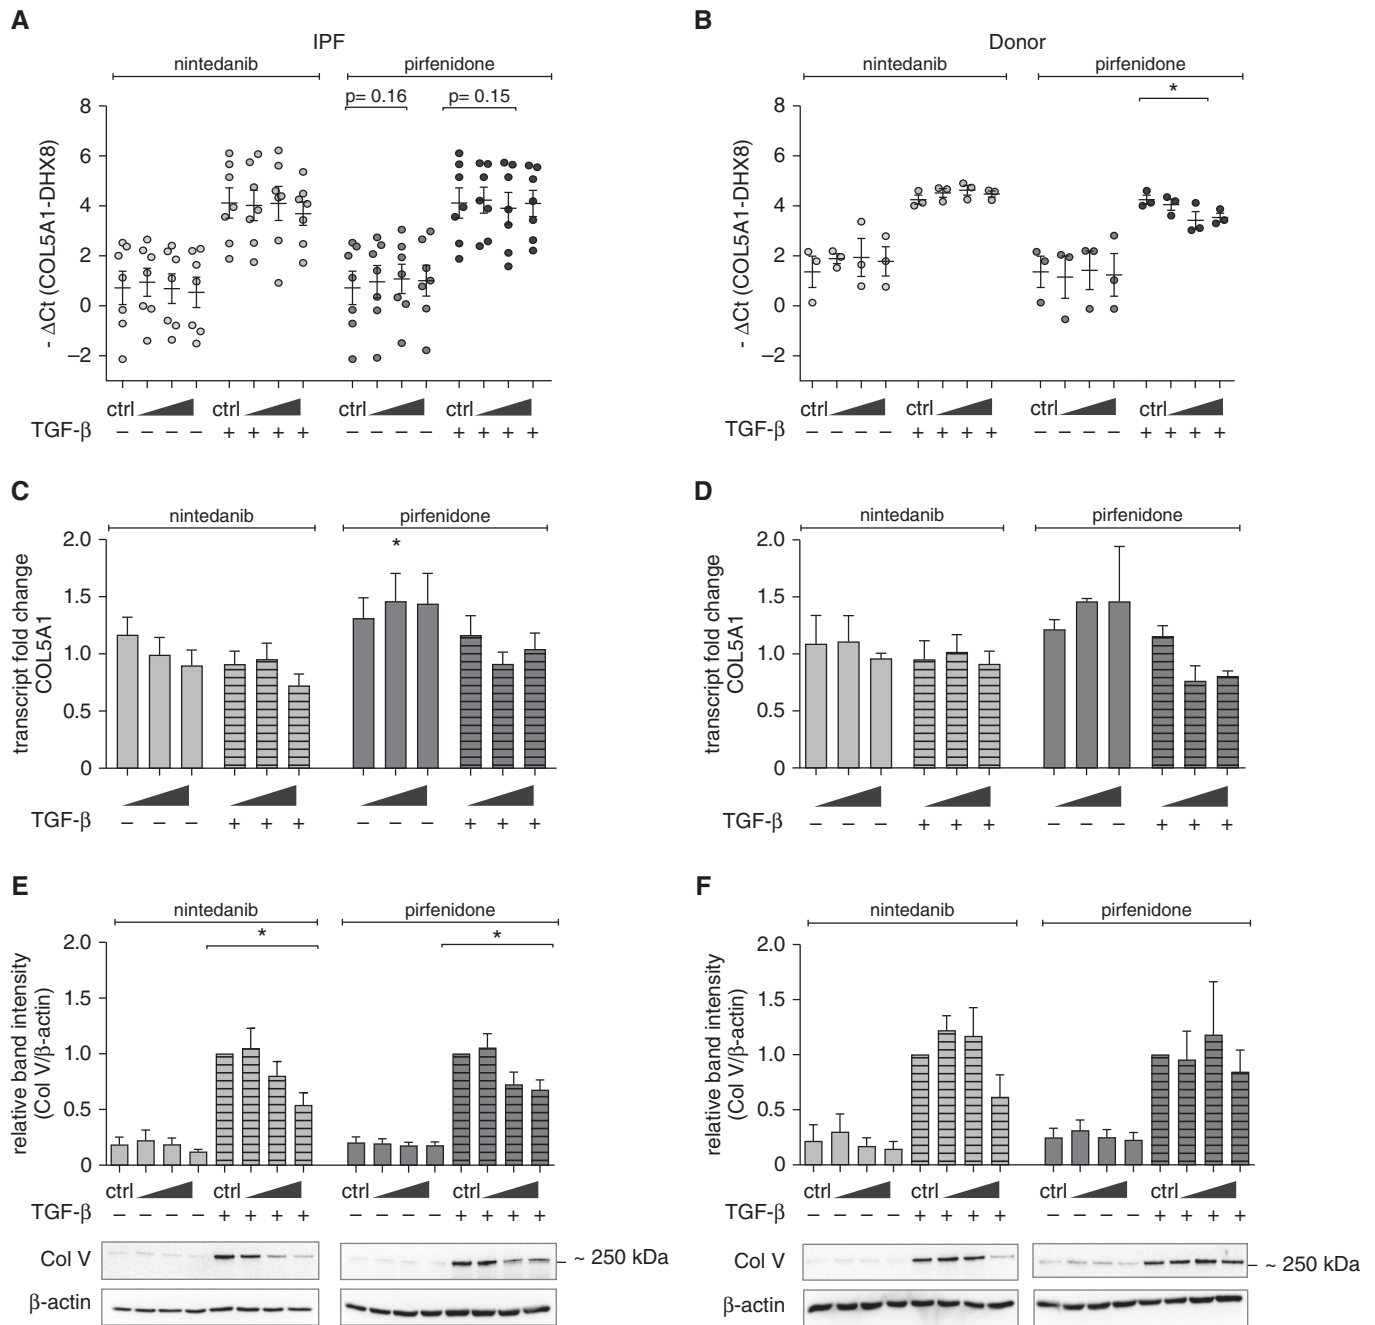 A
B
IPF
Donor
nintedanib
pirfenidone
nintedanib
pirfenidone
p= 0.16
p= 0.15
*
- ΔCt (COL5A1-DHX8)
8
6
4
2
0
–2
- ΔCt (COL5A1-DHX8)
8
6
4
2
0
–2
ctrl ctrl ctrl ctrl
TGF-β – – – – + + + + – – – – + + + +
ctrl ctrl ctrl ctrl
TGF-β – – – – + + + + – – – – + + + +
C
D
nintedanib
pirfenidone
nintedanib
pirfenidone
*
transcript fold change
COL5A1
2.0
1.5
1.0
0.5
0
transcript fold change
COL5A1
2.0
1.5
1.0
0.5
0
TGF-β – – – + + + – – – + + +
TGF-β – – – + + + – – – + + +
E
F
nintedanib
pirfenidone
nintedanib
pirfenidone
*
*
relative band intensity
(Col V/β-actin)
2.0
1.5
1.0
0.5
0
relative band intensity
(Col V/β-actin)
2.0
1.5
1.0
0.5
0
ctrl ctrl ctrl ctrl
TGF-β – – – – + + + + – – – – + + + +
ctrl ctrl ctrl ctrl
TGF-β – – – – + + + + – – – – + + + +
Col V
~ 250 kDa
β-actin
Col V
~ 250 kDa
β-actin